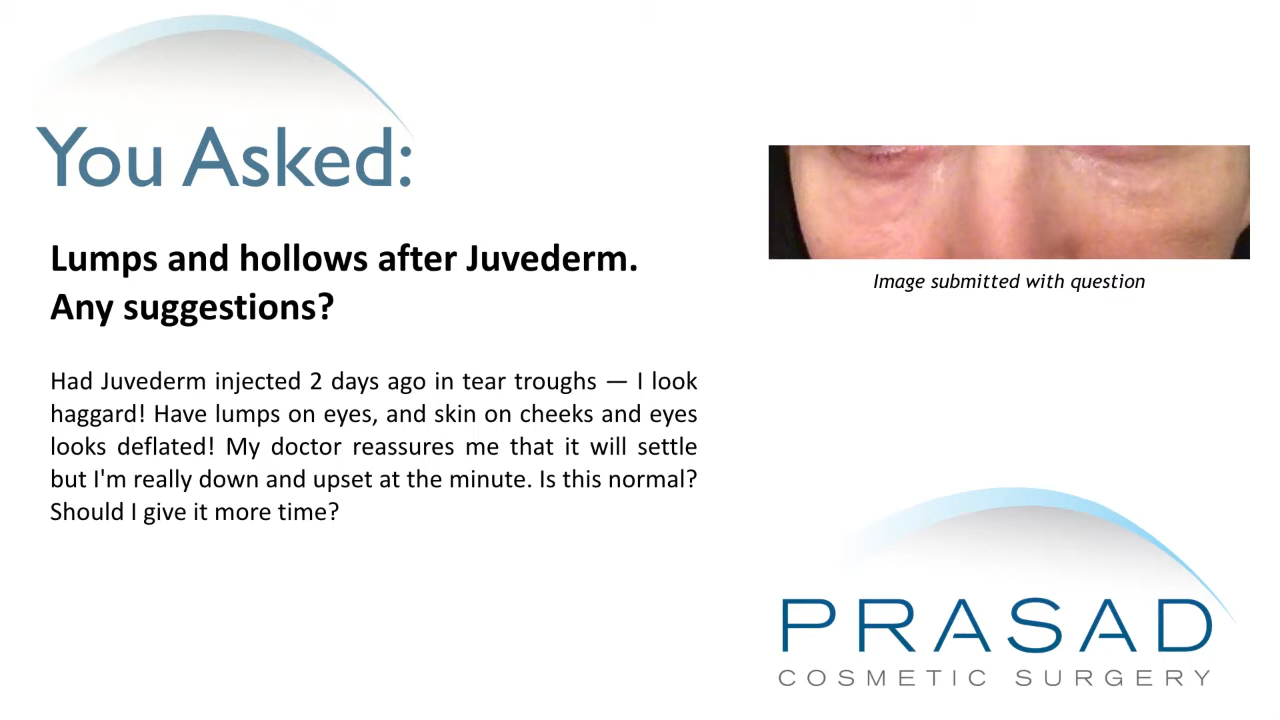 You Asked:
Lumps and hollows after Juvederm.
Any suggestions?
Had Juvederm injected 2 days ago in tear troughs — I look
haggard! Have lumps on eyes, and skin on cheeks and eyes
looks deflated! My doctor reassures me that it will settle
but I'm really down and upset at the minute. Is this normal?
Should I give it more time?
Image submitted with question
PRASAD
COSMETIC SURGERY